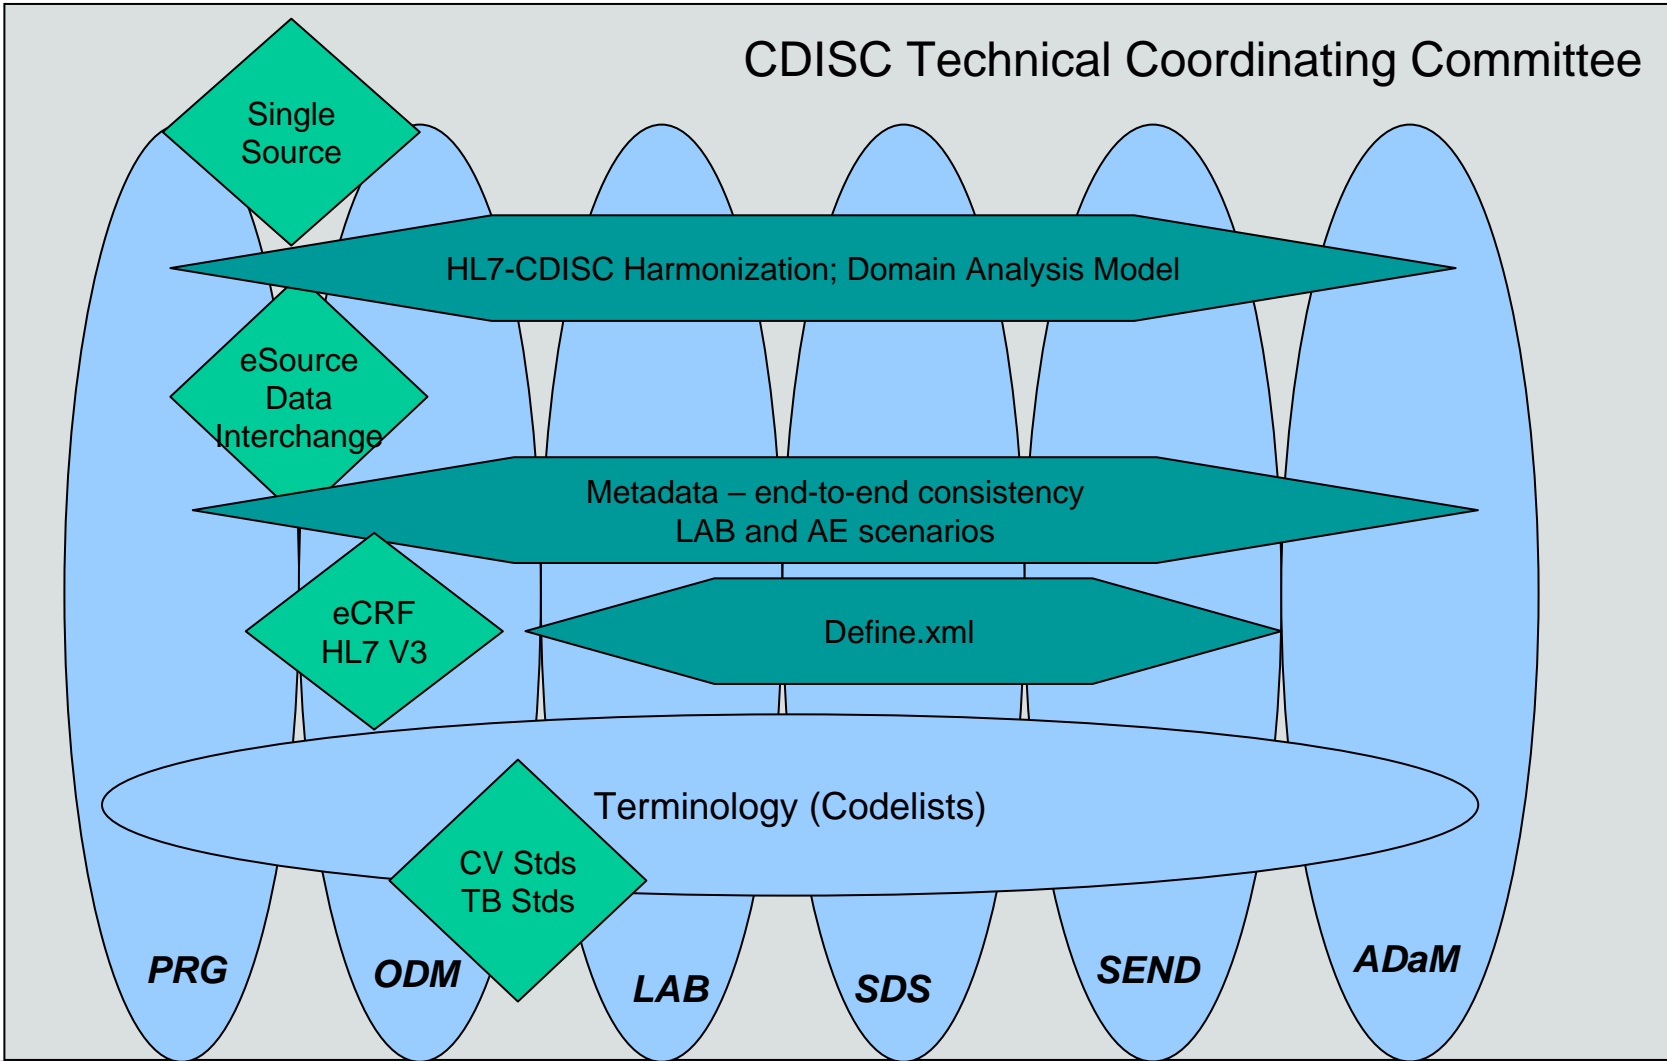 CDISC Technical Coordinating Committee
Single
Source
HL7-CDISC Harmonization; Domain Analysis Model
eSource
Data
Interchange
Metadata – end-to-end consistency
LAB and AE scenarios
eCRF
HL7 V3
Define.xml
Terminology (Codelists)
CV Stds
TB Stds
PRG
ODM
LAB
SDS
SEND
ADaM